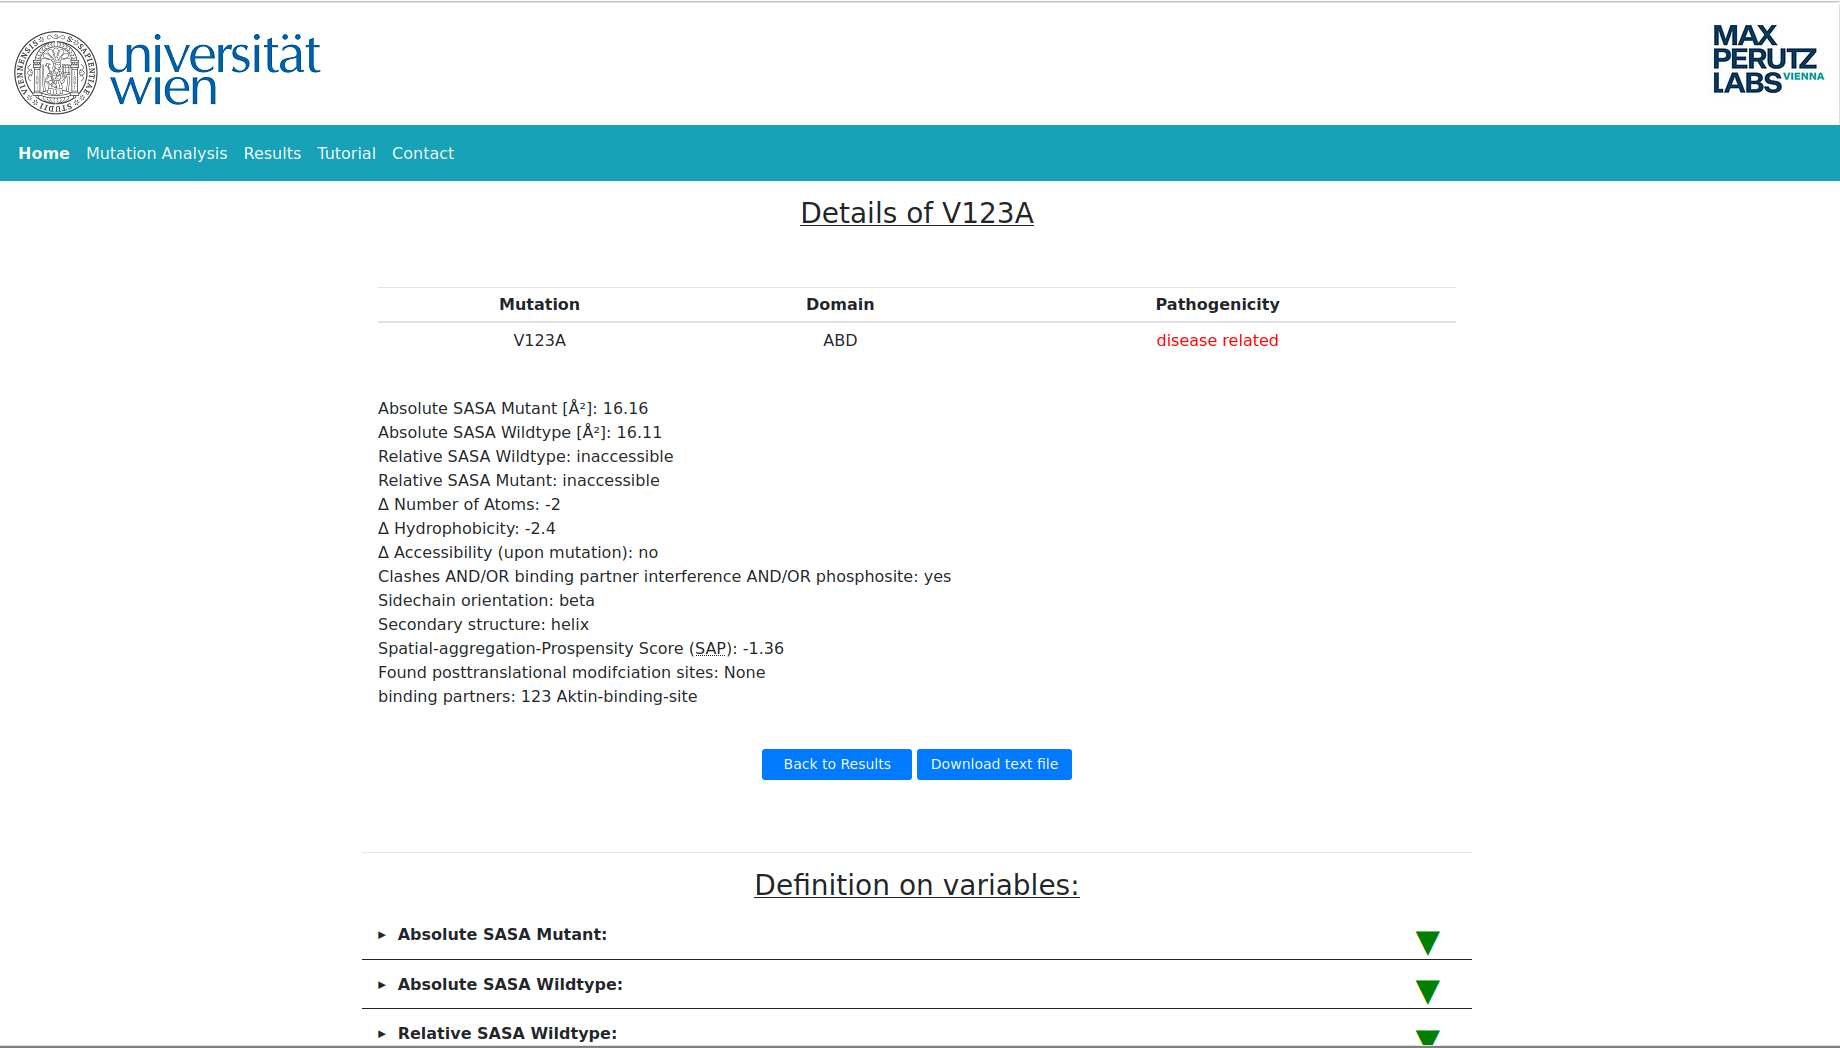 universität
wien
MAX
PERUTZ
LABS VIENNA
Home Mutation Analysis Results Tutorial Contact
Details of V123A
Mutation Domain Pathogenicity
V123A ABD disease related
Absolute SASA Mutant [Å²]: 16.16
Absolute SASA Wildtype [Å²]: 16.11
Relative SASA Wildtype: inaccessible
Relative SASA Mutant: inaccessible
Δ Number of Atoms: -2
Δ Hydrophobicity: -2.4
Δ Accessibility (upon mutation): no
Clashes AND/OR binding partner interference AND/OR phosphosite: yes
Sidechain orientation: beta
Secondary structure: helix
Spatial-aggregation-Prospensity Score (SAP): -1.36
Found posttranslational modifciation sites: None
binding partners: 123 Aktin-binding-site
Back to Results Download text file
Definition on variables:
Absolute SASA Mutant:
Absolute SASA Wildtype:
Relative SASA Wildtype: